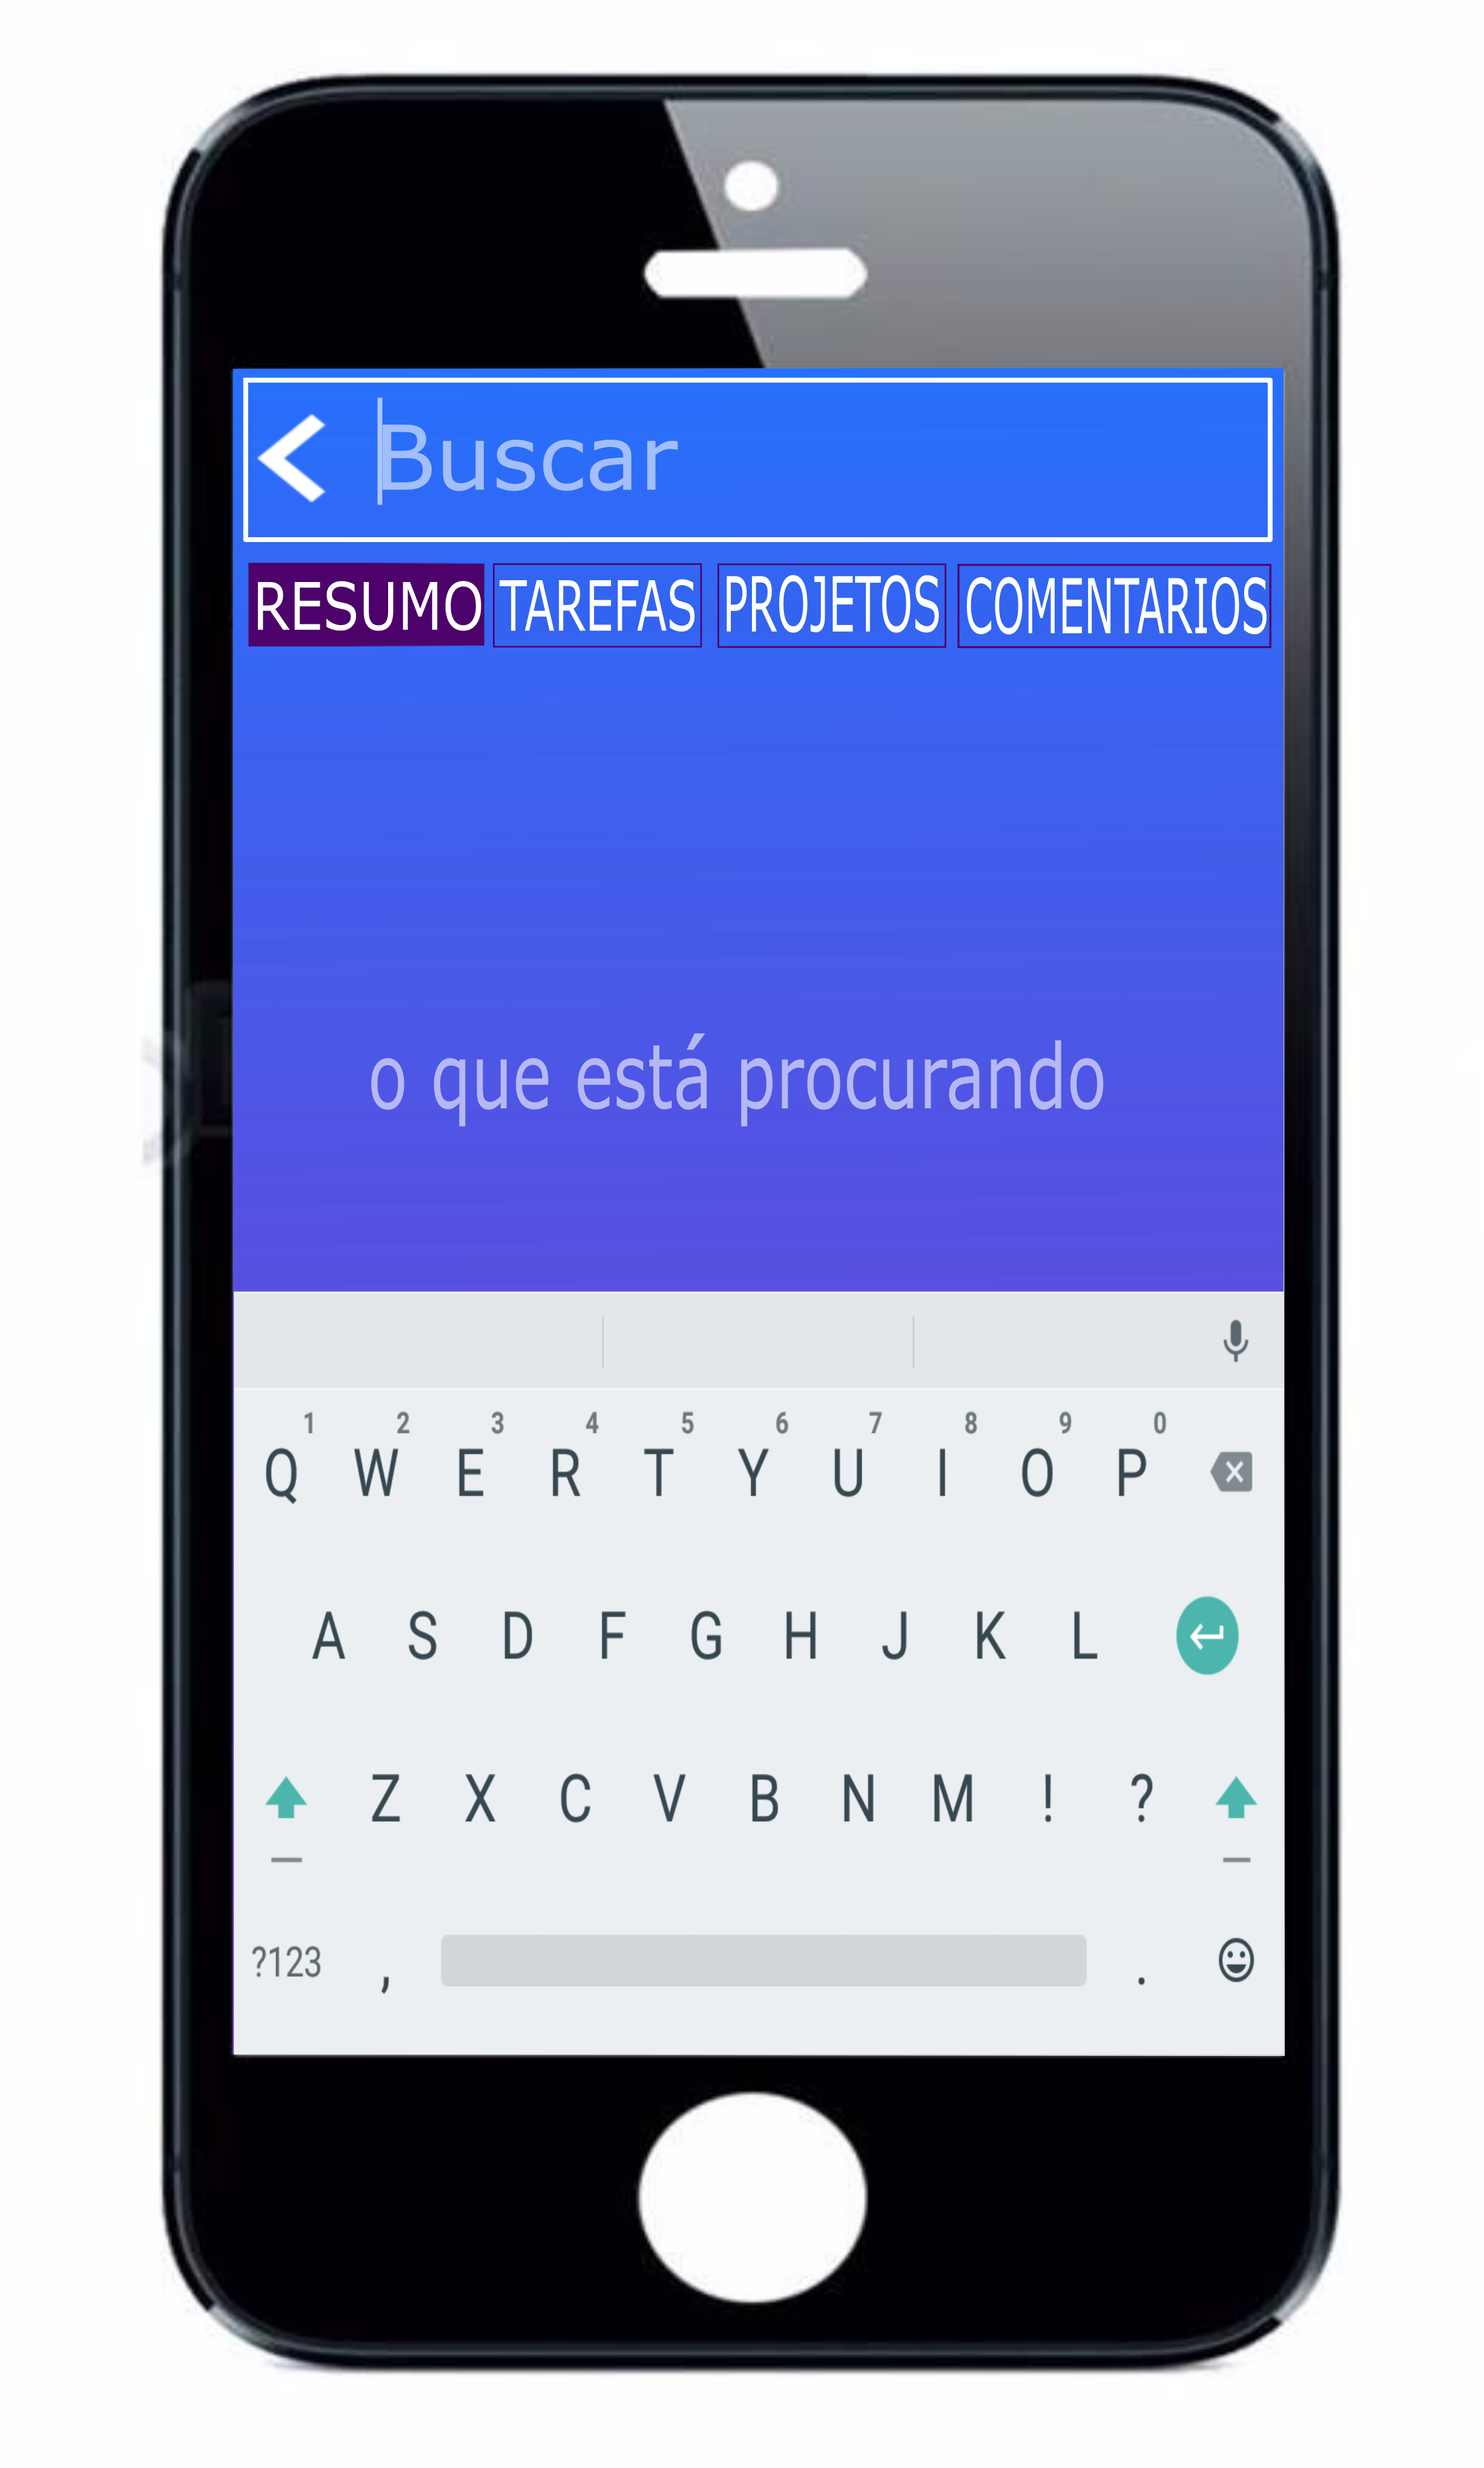 Buscar
RESUMO TAREFAS PROJETOS COMENTARIOS
o que está procurando
1 2 3 4 5 6 7 8 9 0
Q W E R T Y U I O P
A S D F G H J K L
Z X C V B N M ! ?
?123 , .